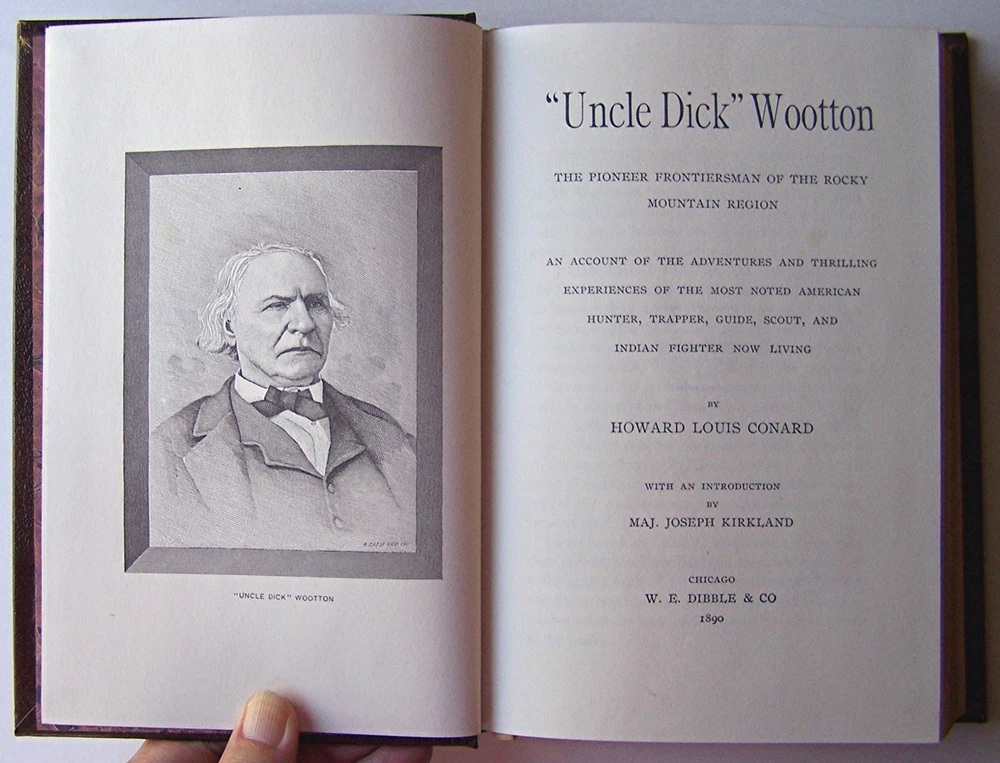 "UNCLE DICK" WOOTTON
“Uncle Dick” Wootton
THE PIONEER FRONTIERSMAN OF THE ROCKY
MOUNTAIN REGION
AN ACCOUNT OF THE ADVENTURES AND THRILLING
EXPERIENCES OF THE MOST NOTED AMERICAN
HUNTER, TRAPPER, GUIDE, SCOUT, AND
INDIAN FIGHTER NOW LIVING
BY
HOWARD LOUIS CONARD
WITH AN INTRODUCTION
BY
MAJ. JOSEPH KIRKLAND
CHICAGO
W. E. DIBBLE & CO
1890